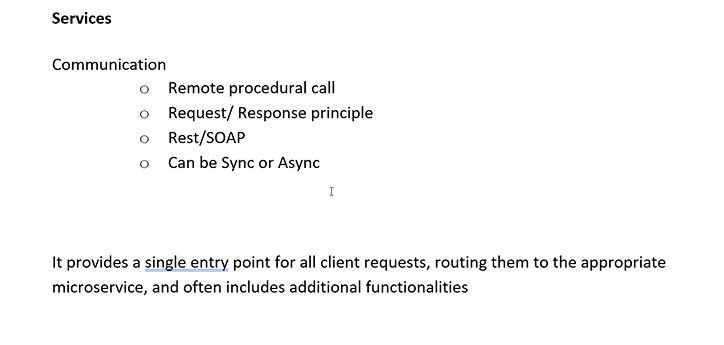 Services
Communication
o Remote procedural call
o Request/ Response principle
o Rest/SOAP
o Can be Sync or Async
It provides a single entry point for all client requests, routing them to the appropriate
microservice, and often includes additional functionalities